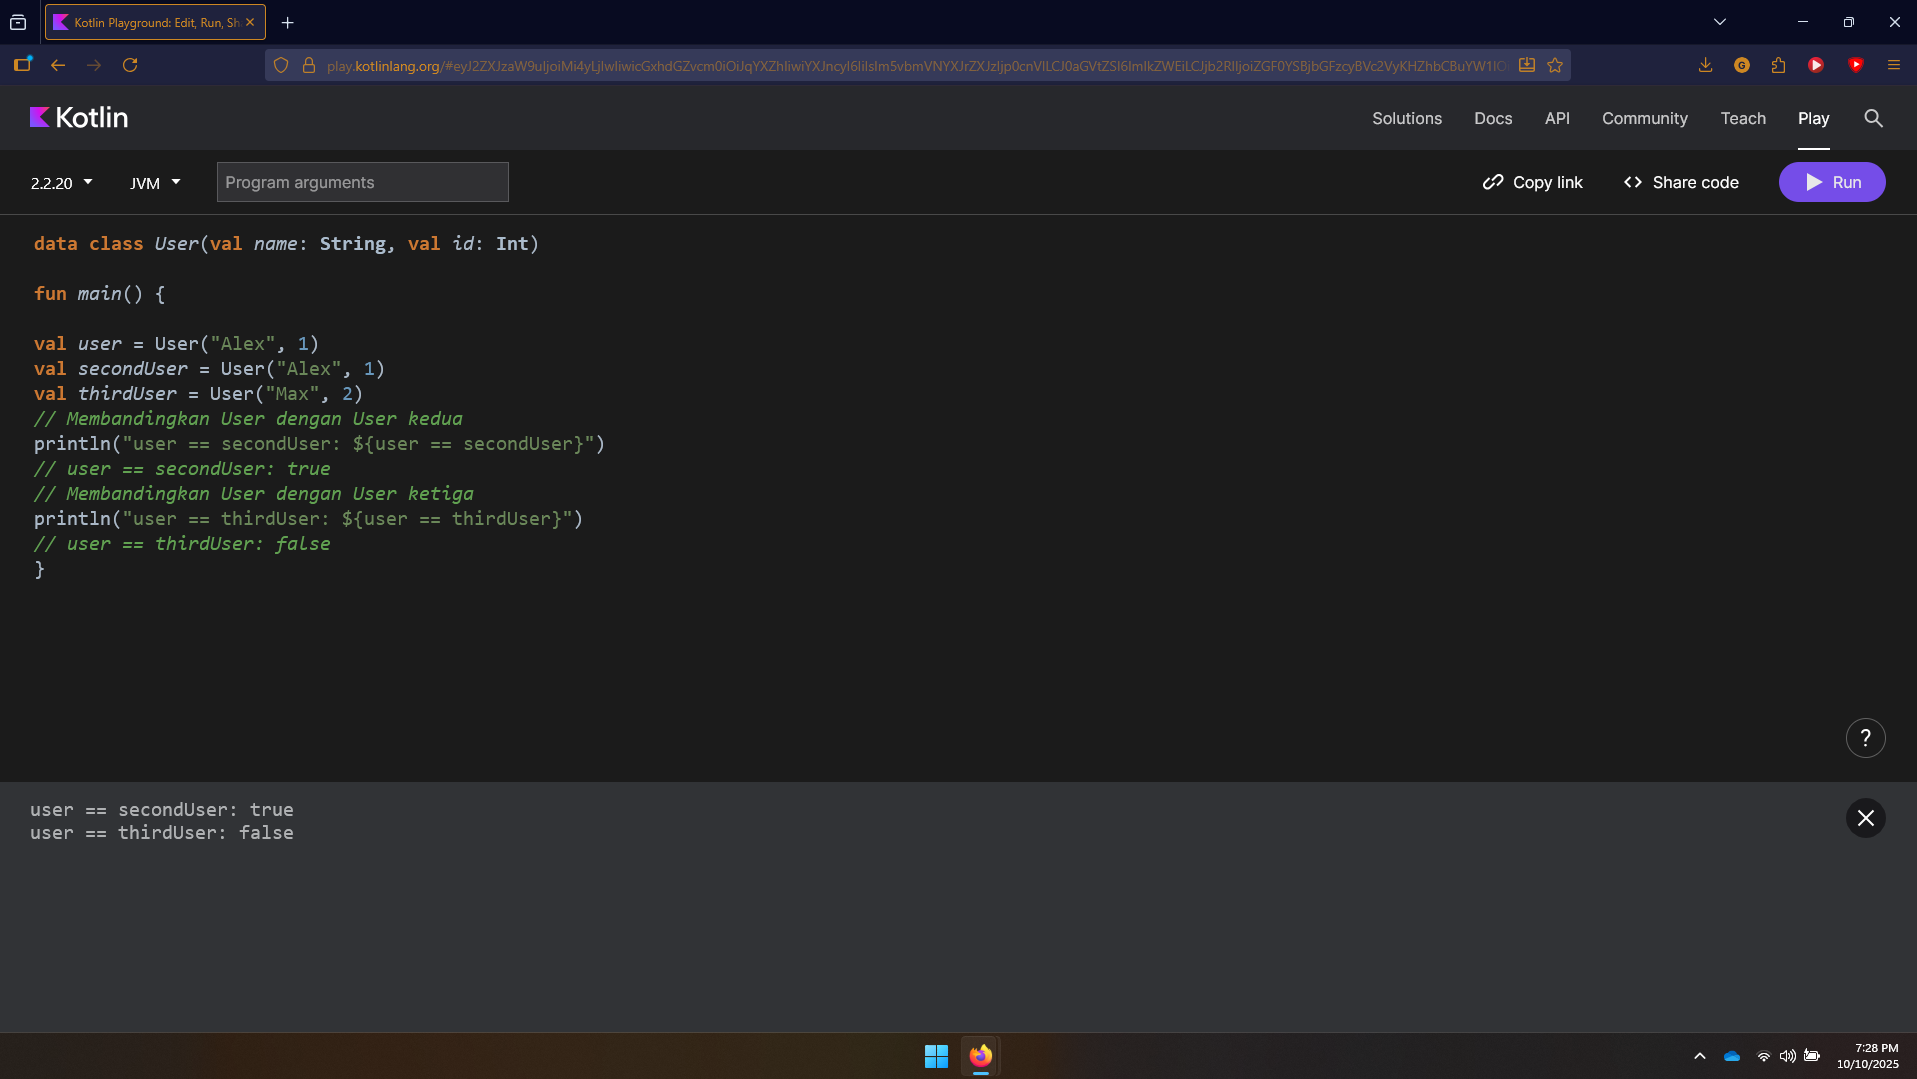 Kotlin Playground: Edit, Run, Sh
play.kotlinlang.org/
Kotlin
Solutions Docs API Community Teach Play
2.2.20 JVM Program arguments Copy link <> Share code Run
data class User(val name: String, val id: Int)
fun main() {
val user = User("Alex", 1)
val secondUser = User("Alex", 1)
val thirdUser = User("Max", 2)
// Membandingkan User dengan User kedua
println("user == secondUser: ${user == secondUser}")
// user == secondUser: true
// Membandingkan User dengan User ketiga
println("user == thirdUser: ${user == thirdUser}")
// user == thirdUser: false
}
?
user == secondUser: true
user == thirdUser: false
7:28 PM
10/10/2025